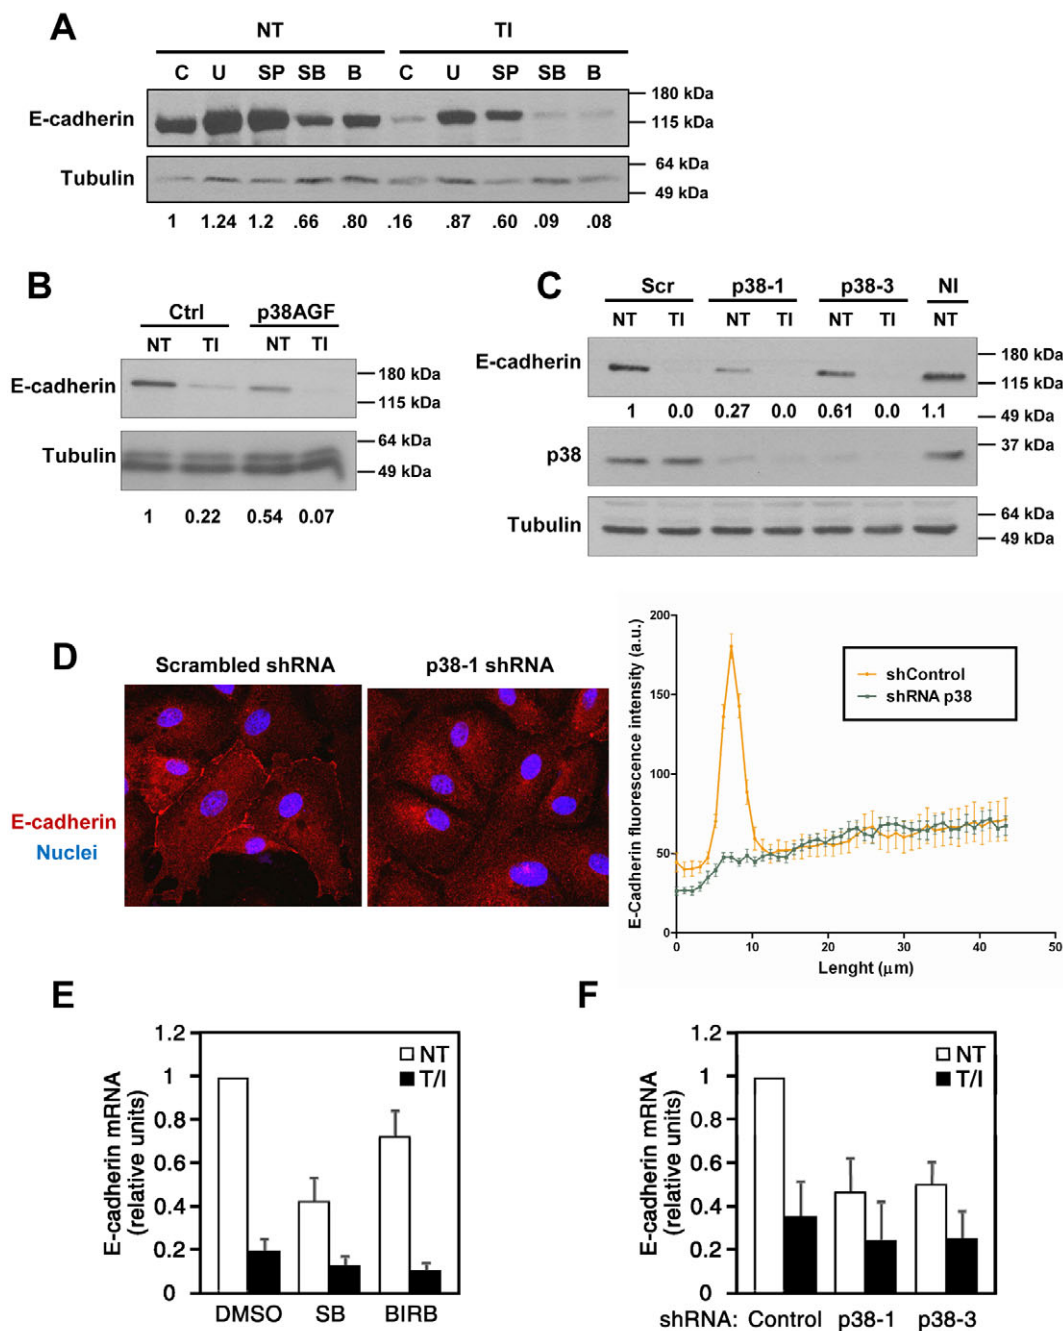 A
NT TI
C U SP SB B C U SP SB B
E-cadherin
180 kDa
115 kDa
Tubulin
64 kDa
49 kDa
1 1.24 1.2 .66 .80 .16 .87 .60 .09 .08
B
Ctrl p38AGF
NT TI NT TI
E-cadherin
180 kDa
115 kDa
Tubulin
64 kDa
49 kDa
1 0.22 0.54 0.07
C
Scr p38-1 p38-3 NI
NT TI NT TI NT TI NT
E-cadherin
180 kDa
115 kDa
1 0.0 0.27 0.0 0.61 0.0 1.1
49 kDa
p38
37 kDa
Tubulin
64 kDa
49 kDa
D
Scrambled shRNA p38-1 shRNA
E-cadherin
Nuclei
E-Cadherin fluorescence intensity (a.u.)
200
150
100
50
0
0 10 20 30 40 50
Lenght (μm)
shControl
shRNA p38
E
E-cadherin mRNA
(relative units)
1.2
1
0.8
0.6
0.4
0.2
0
NT
T/I
DMSO SB BIRB
F
E-cadherin mRNA
(relative units)
1.2
1
0.8
0.6
0.4
0.2
0
NT
T/I
shRNA: Control p38-1 p38-3